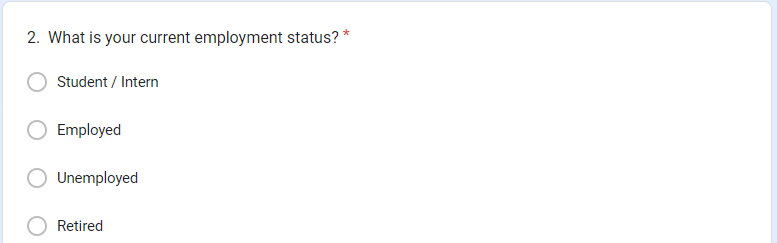 2. What is your current employment status? *
Student / Intern
Employed
Unemployed
Retired